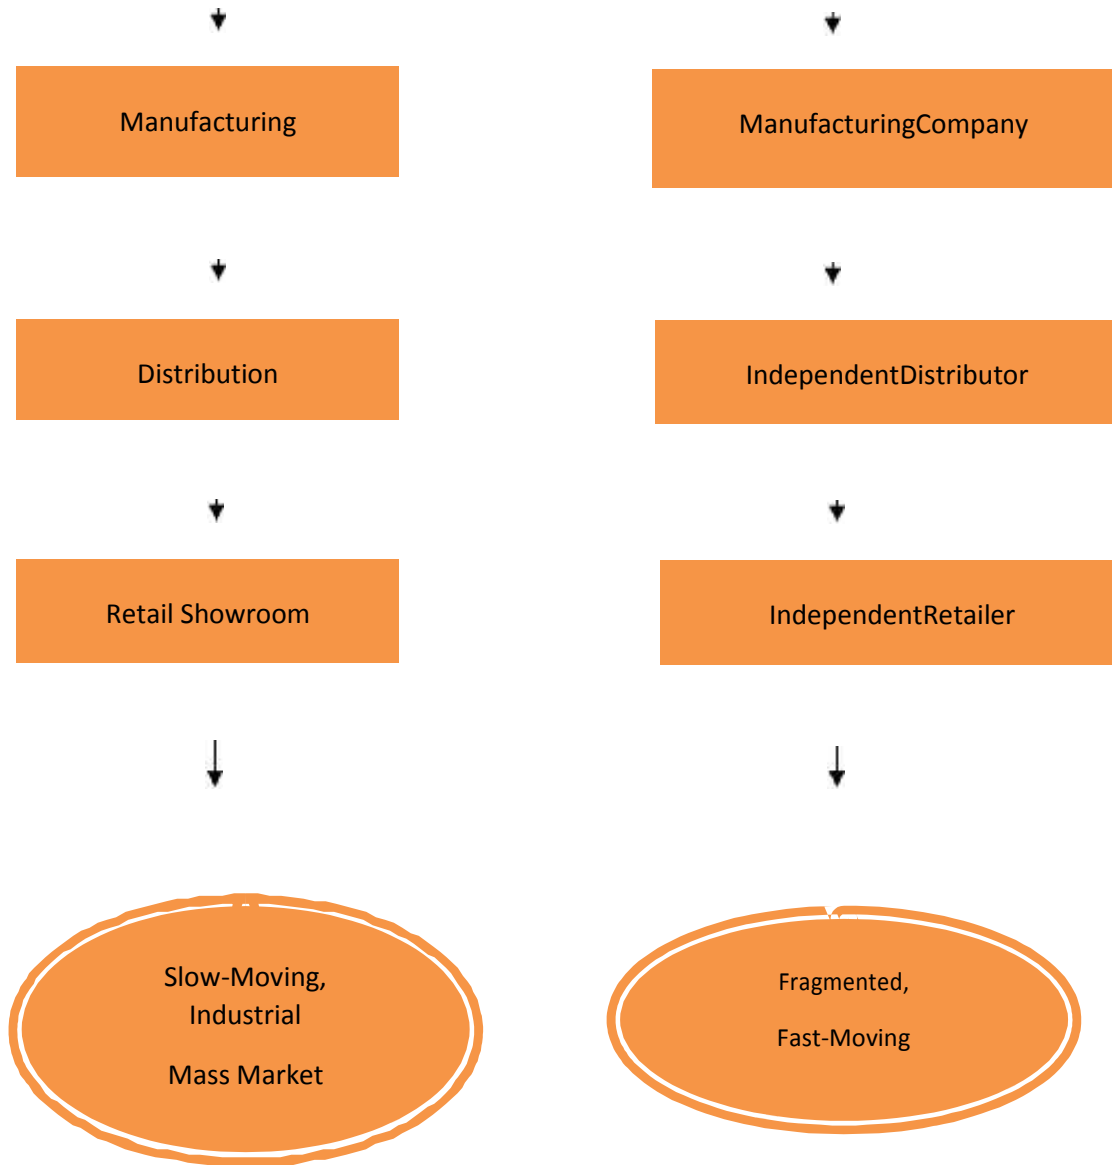 Manufacturing
ManufacturingCompany
Distribution
IndependentDistributor
Retail Showroom
IndependentRetailer
Slow-Moving,
Industrial
Mass Market
Fragmented,
Fast-Moving